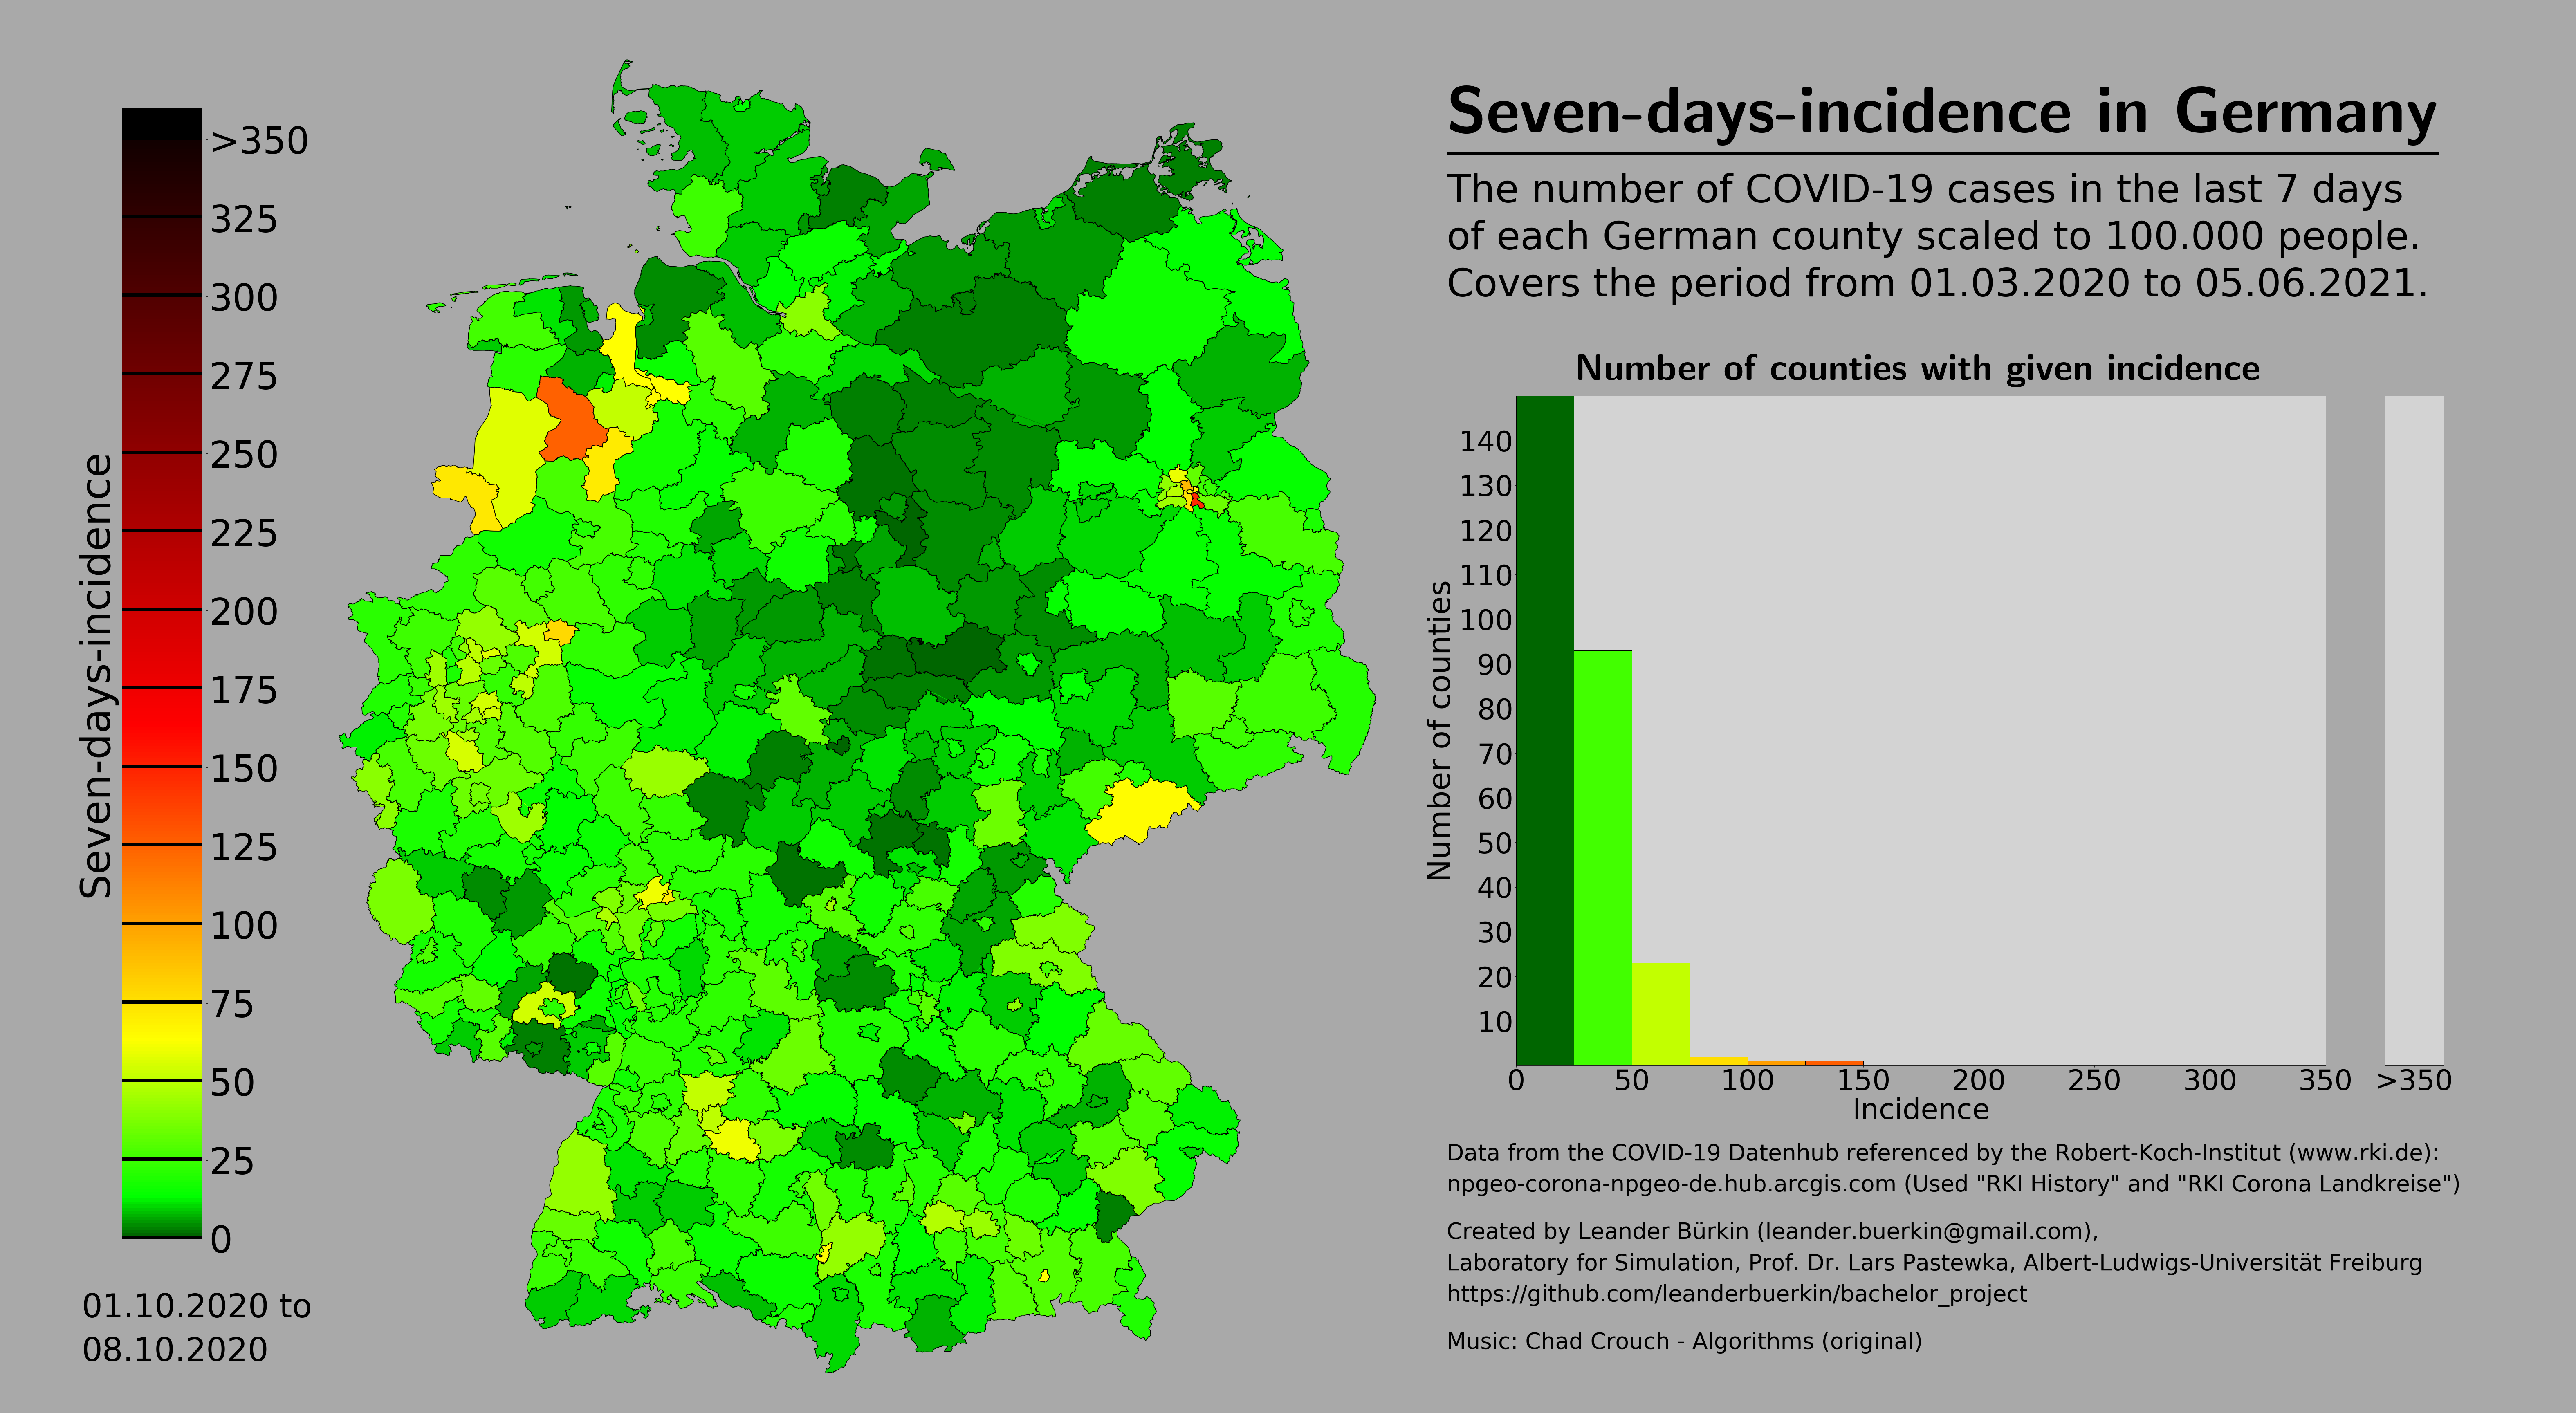 Seven-days-incidence in Germany
The number of COVID-19 cases in the last 7 days
of each German county scaled to 100.000 people.
Covers the period from 01.03.2020 to 05.06.2021.
Seven-days-incidence
>350
325
300
275
250
225
200
175
150
125
100
75
50
25
0
01.10.2020 to
08.10.2020
Number of counties with given incidence
Number of counties
140
130
120
110
100
90
80
70
60
50
40
30
20
10
0 50 100 150 200 250 300 350 >350
Incidence
Data from the COVID-19 Datenhub referenced by the Robert-Koch-Institut (www.rki.de):
npgeo-corona-npgeo-de.hub.arcgis.com (Used "RKI History" and "RKI Corona Landkreise")
Created by Leander Bürkin (leander.buerkin@gmail.com),
Laboratory for Simulation, Prof. Dr. Lars Pastewka, Albert-Ludwigs-Universität Freiburg
https://github.com/leanderbuerkin/bachelor_project
Music: Chad Crouch - Algorithms (original)